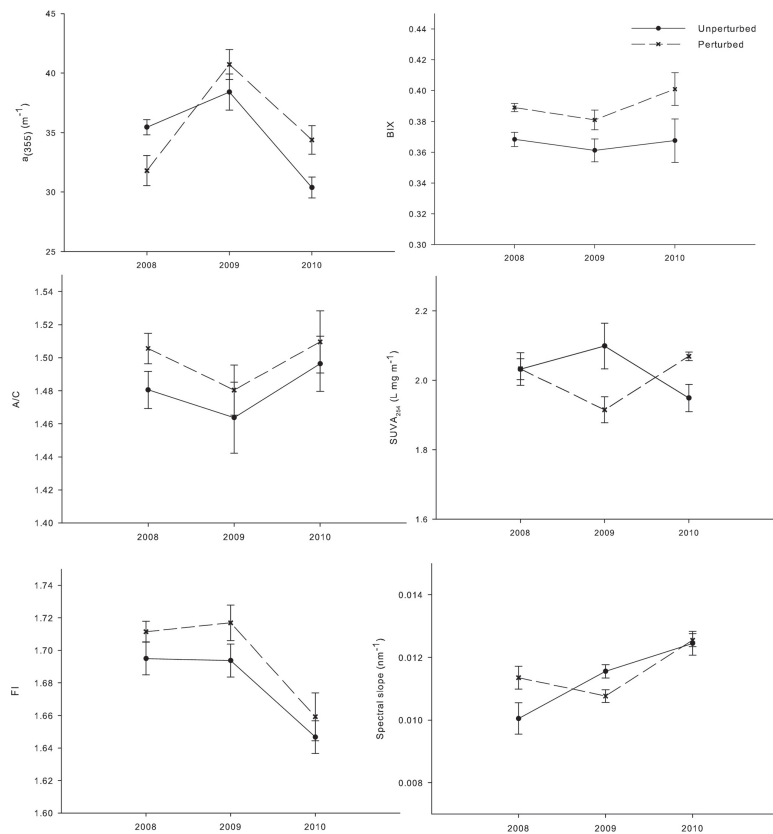 45
40
35
30
25
a(355) (m⁻¹)
2008 2009 2010
0.44
0.42
0.40
0.38
0.36
0.34
0.32
0.30
BIX
2008 2009 2010
Unperturbed
Perturbed
1.54
1.52
1.50
1.48
1.46
1.44
1.42
1.40
A/C
2008 2009 2010
2.2
2.0
1.8
1.6
SUVA₂₅₄ (L mg m⁻¹)
2008 2009 2010
1.74
1.72
1.70
1.68
1.66
1.64
1.62
1.60
FI
2008 2009 2010
0.014
0.012
0.010
0.008
Spectral slope (nm⁻¹)
2008 2009 2010